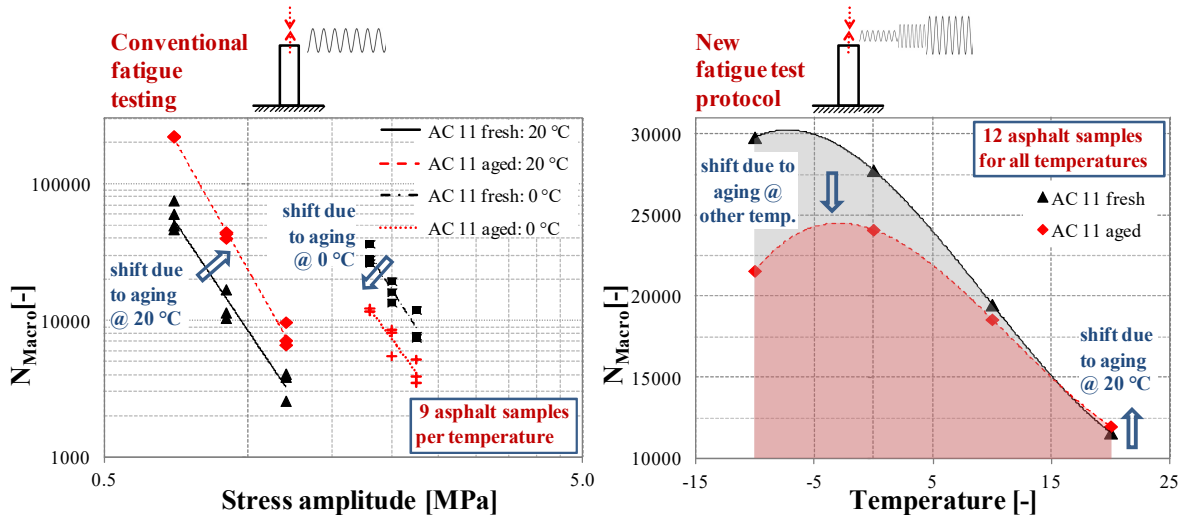 Conventional
fatigue
testing
100000
10000
1000
N_Macro[-]
0.5
5.0
Stress amplitude [MPa]
AC 11 fresh: 20 °C
AC 11 aged: 20 °C
AC 11 fresh: 0 °C
AC 11 aged: 0 °C
shift due
to aging
@ 0 °C
shift due
to aging
@ 20 °C
9 asphalt samples
per temperature
New
fatigue test
protocol
30000
25000
20000
15000
10000
N_Macro[-]
-15
-5
5
15
25
Temperature [-]
12 asphalt samples
for all temperatures
AC 11 fresh
AC 11 aged
shift due to
aging @
other temp.
shift due
to aging
@ 20 °C